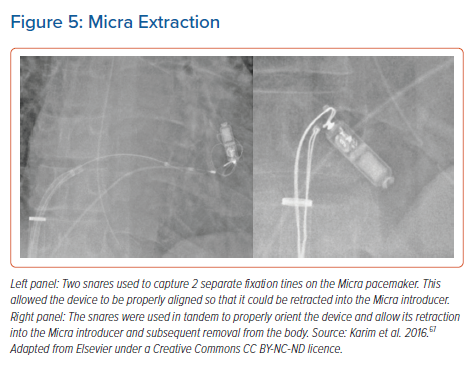 Figure 5: Micra Extraction
Left panel: Two snares used to capture 2 separate fixation tines on the Micra pacemaker. This
allowed the device to be properly aligned so that it could be retracted into the Micra introducer.
Right panel: The snares were used in tandem to properly orient the device and allow its retraction
into the Micra introducer and subsequent removal from the body. Source: Karim et al. 2016.67
Adapted from Elsevier under a Creative Commons CC BY-NC-ND licence.